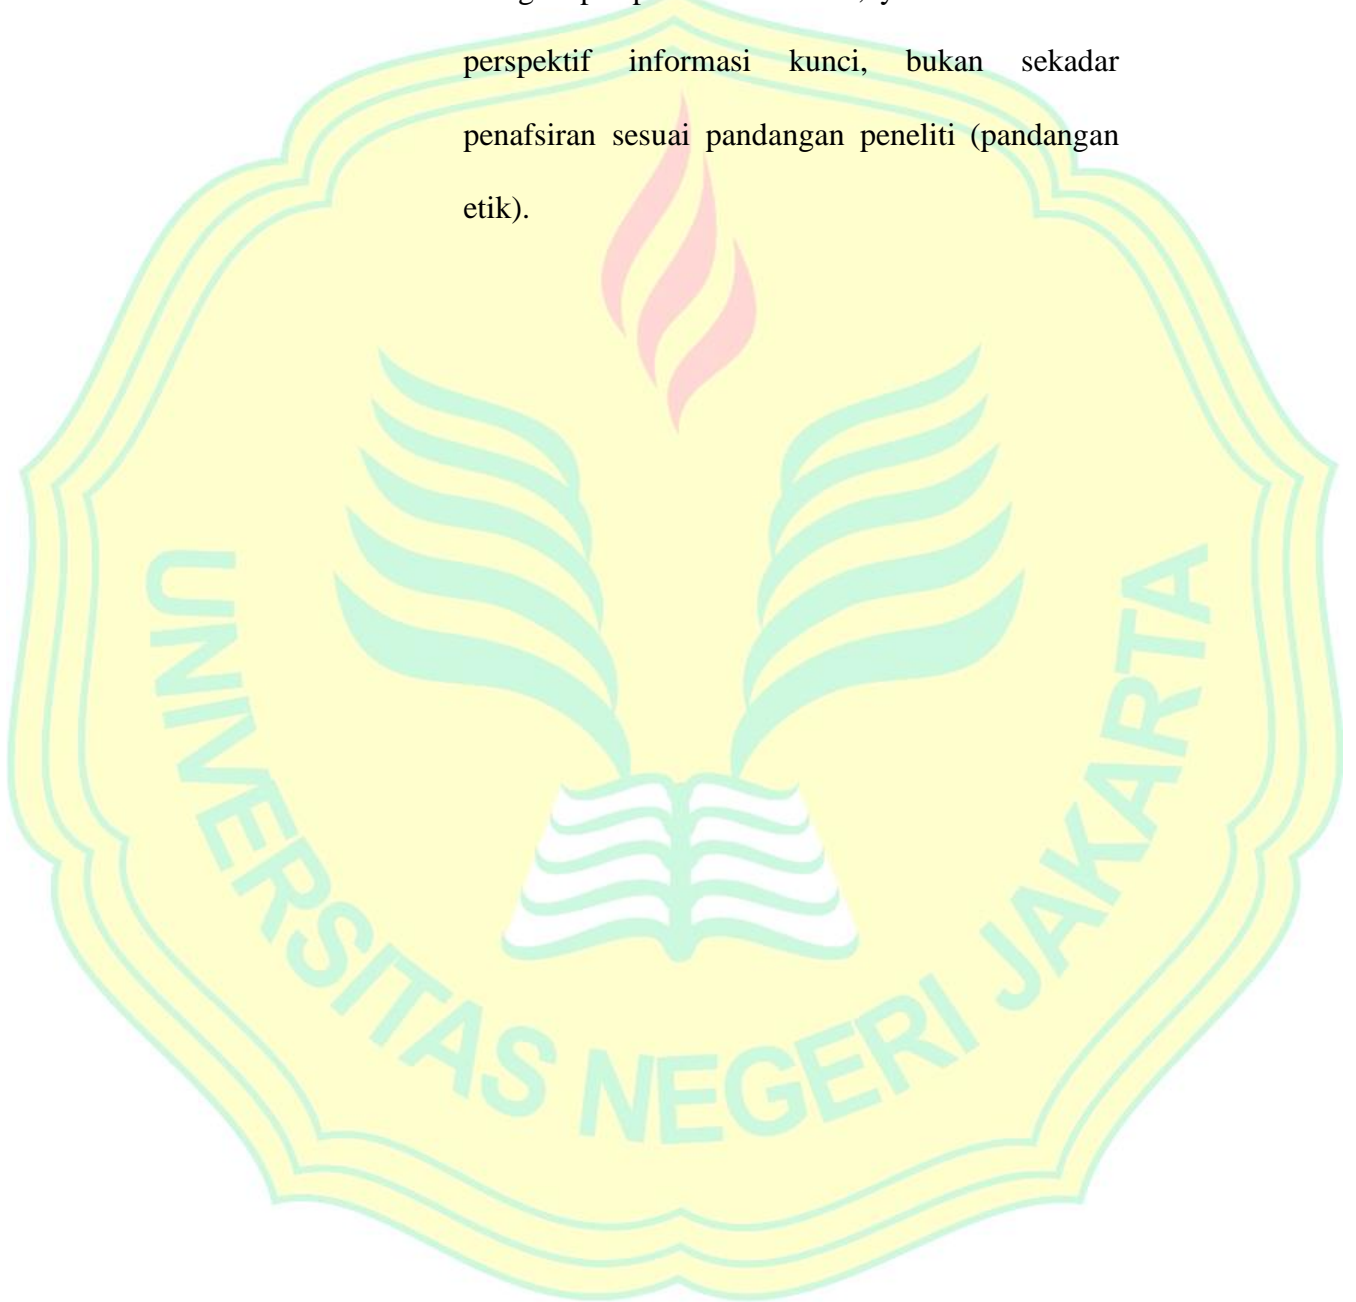 perspektif informasi kunci, bukan sekadar
penafsiran sesuai pandangan peneliti (pandangan
etik).
UNIVERSITAS NEGERI JAKARTA